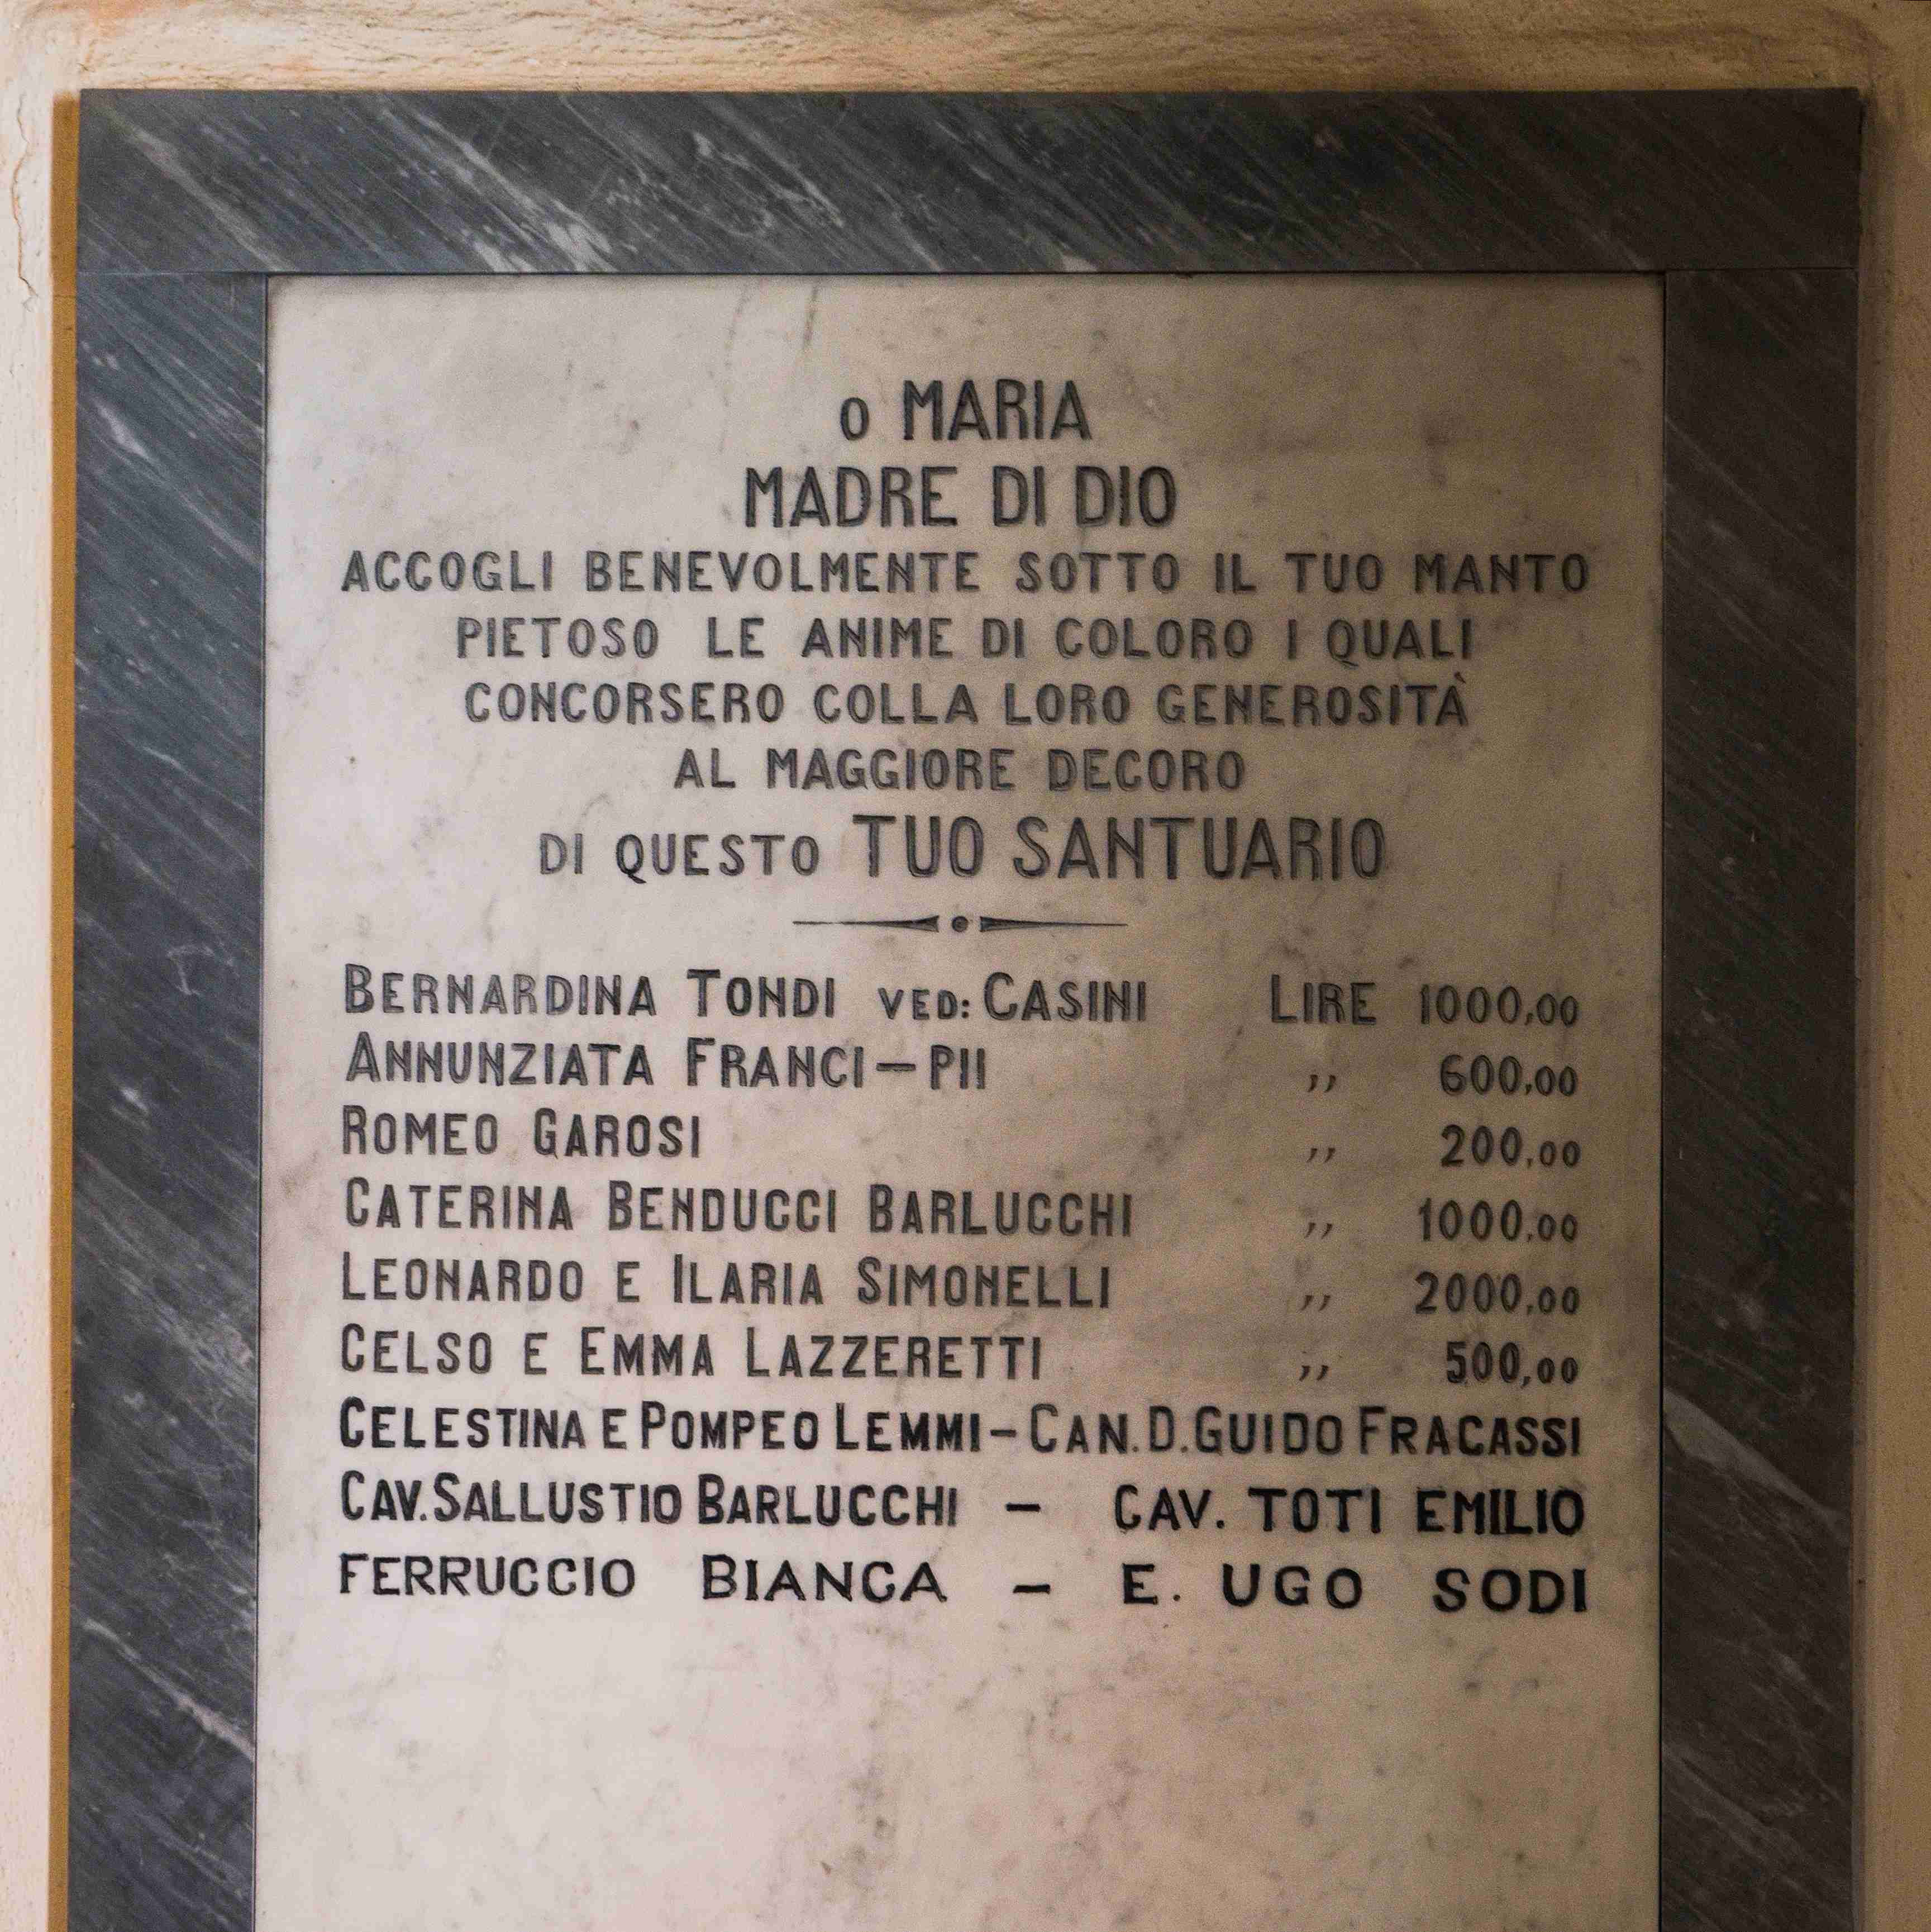 o MARIA
MADRE DI DIO
ACCOGLI BENEVOLMENTE SOTTO IL TUO MANTO
PIETOSO LE ANIME DI COLORO I QUALI
CONCORSERO COLLA LORO GENEROSITÀ
AL MAGGIORE DECORO
DI QUESTO TUO SANTUARIO
BERNARDINA TONDI VED: CASINI LIRE 1000,00
ANNUNZIATA FRANCI – PII ,, 600,00
ROMEO GAROSI ,, 200,00
CATERINA BENDUCCI BARLUCCHI ,, 1000,00
LEONARDO E ILARIA SIMONELLI ,, 2000,00
CELSO E EMMA LAZZERETTI ,, 500,00
CELESTINA E POMPEO LEMMI – CAN. D. GUIDO FRACASSI
CAV. SALLUSTIO BARLUCCHI – CAV. TOTI EMILIO
FERRUCCIO BIANCA – E. UGO SODI